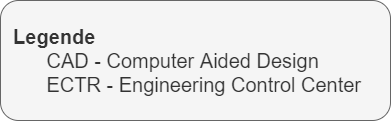 Legende
CAD - Computer Aided Design
ECTR - Engineering Control Center